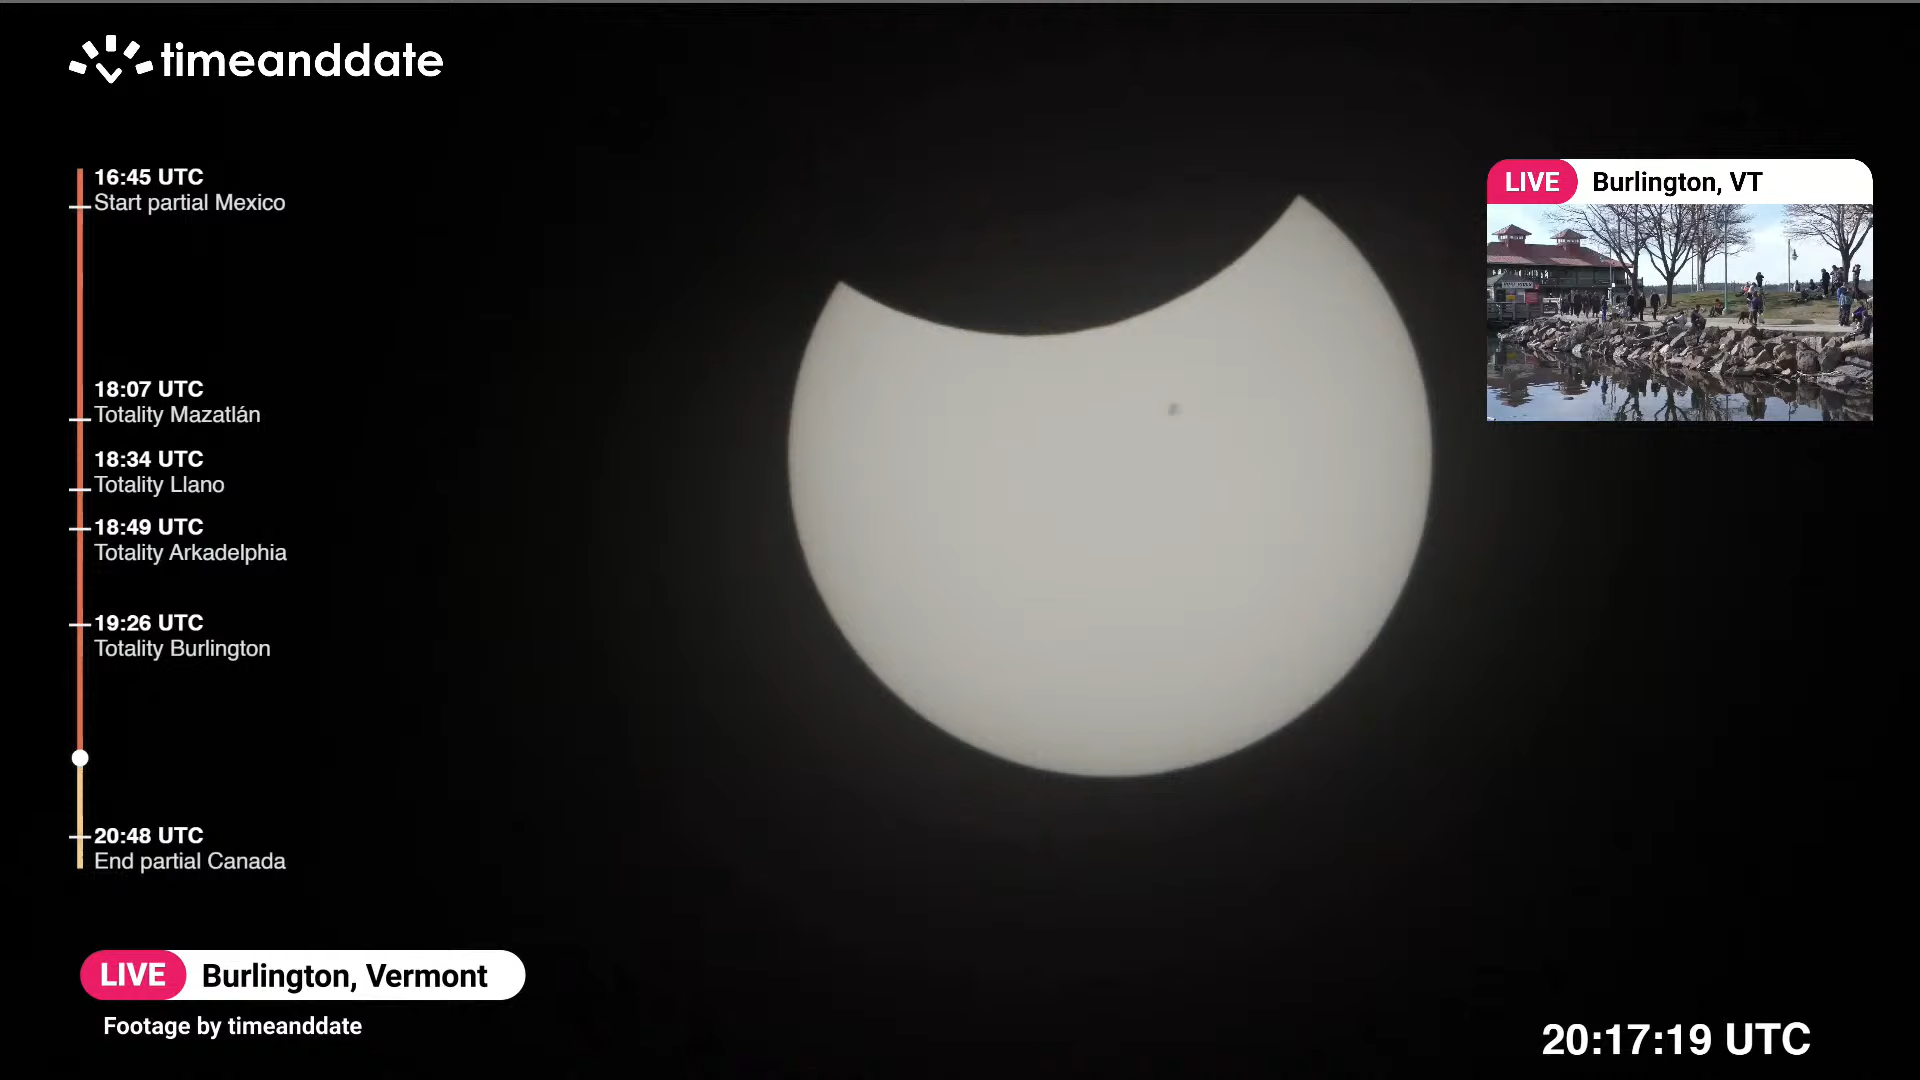 timeanddate
16:45 UTC
Start partial Mexico
18:07 UTC
Totality Mazatlán
18:34 UTC
Totality Llano
18:49 UTC
Totality Arkadelphia
19:26 UTC
Totality Burlington
20:48 UTC
End partial Canada
LIVE Burlington, VT
LIVE Burlington, Vermont
Footage by timeanddate
20:17:19 UTC